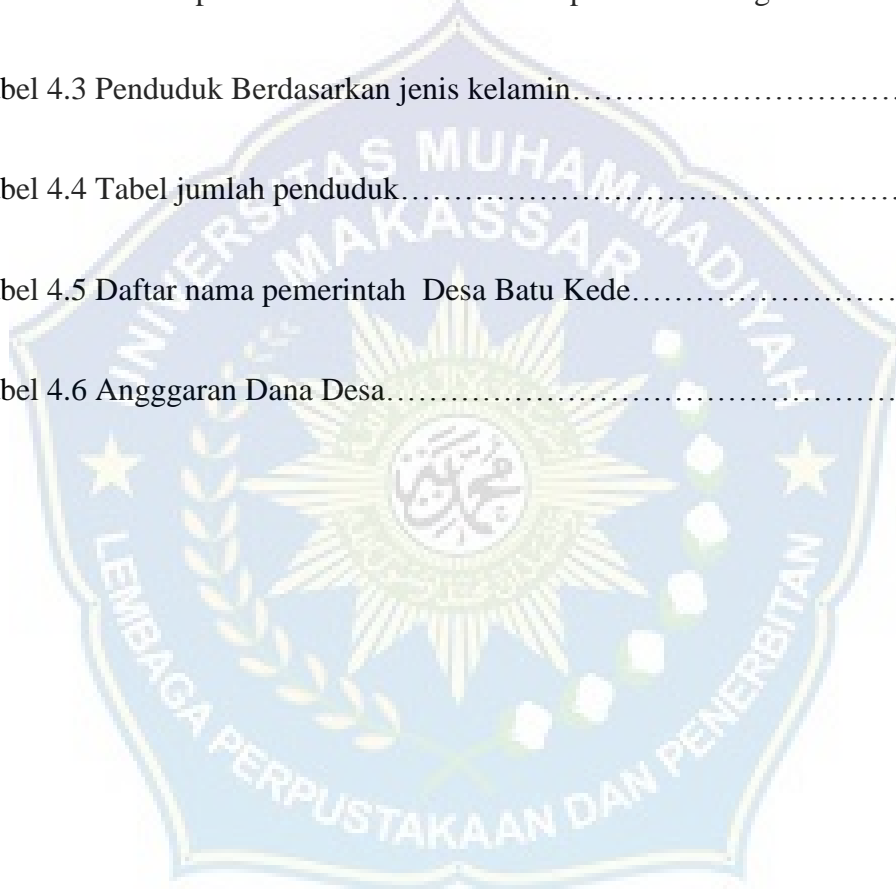 bel 4.3 Penduduk Berdasarkan jenis kelamin……………………………
bel 4.4 Tabel jumlah penduduk……………………………………………
bel 4.5 Daftar nama pemerintah  Desa Batu Kede………………………
bel 4.6 Angggaran Dana Desa……………………………………………
UNIVERSITAS MUHAMMADIYAH
MAKASSAR
LEMBAGA PERPUSTAKAAN DAN PENERBITAN